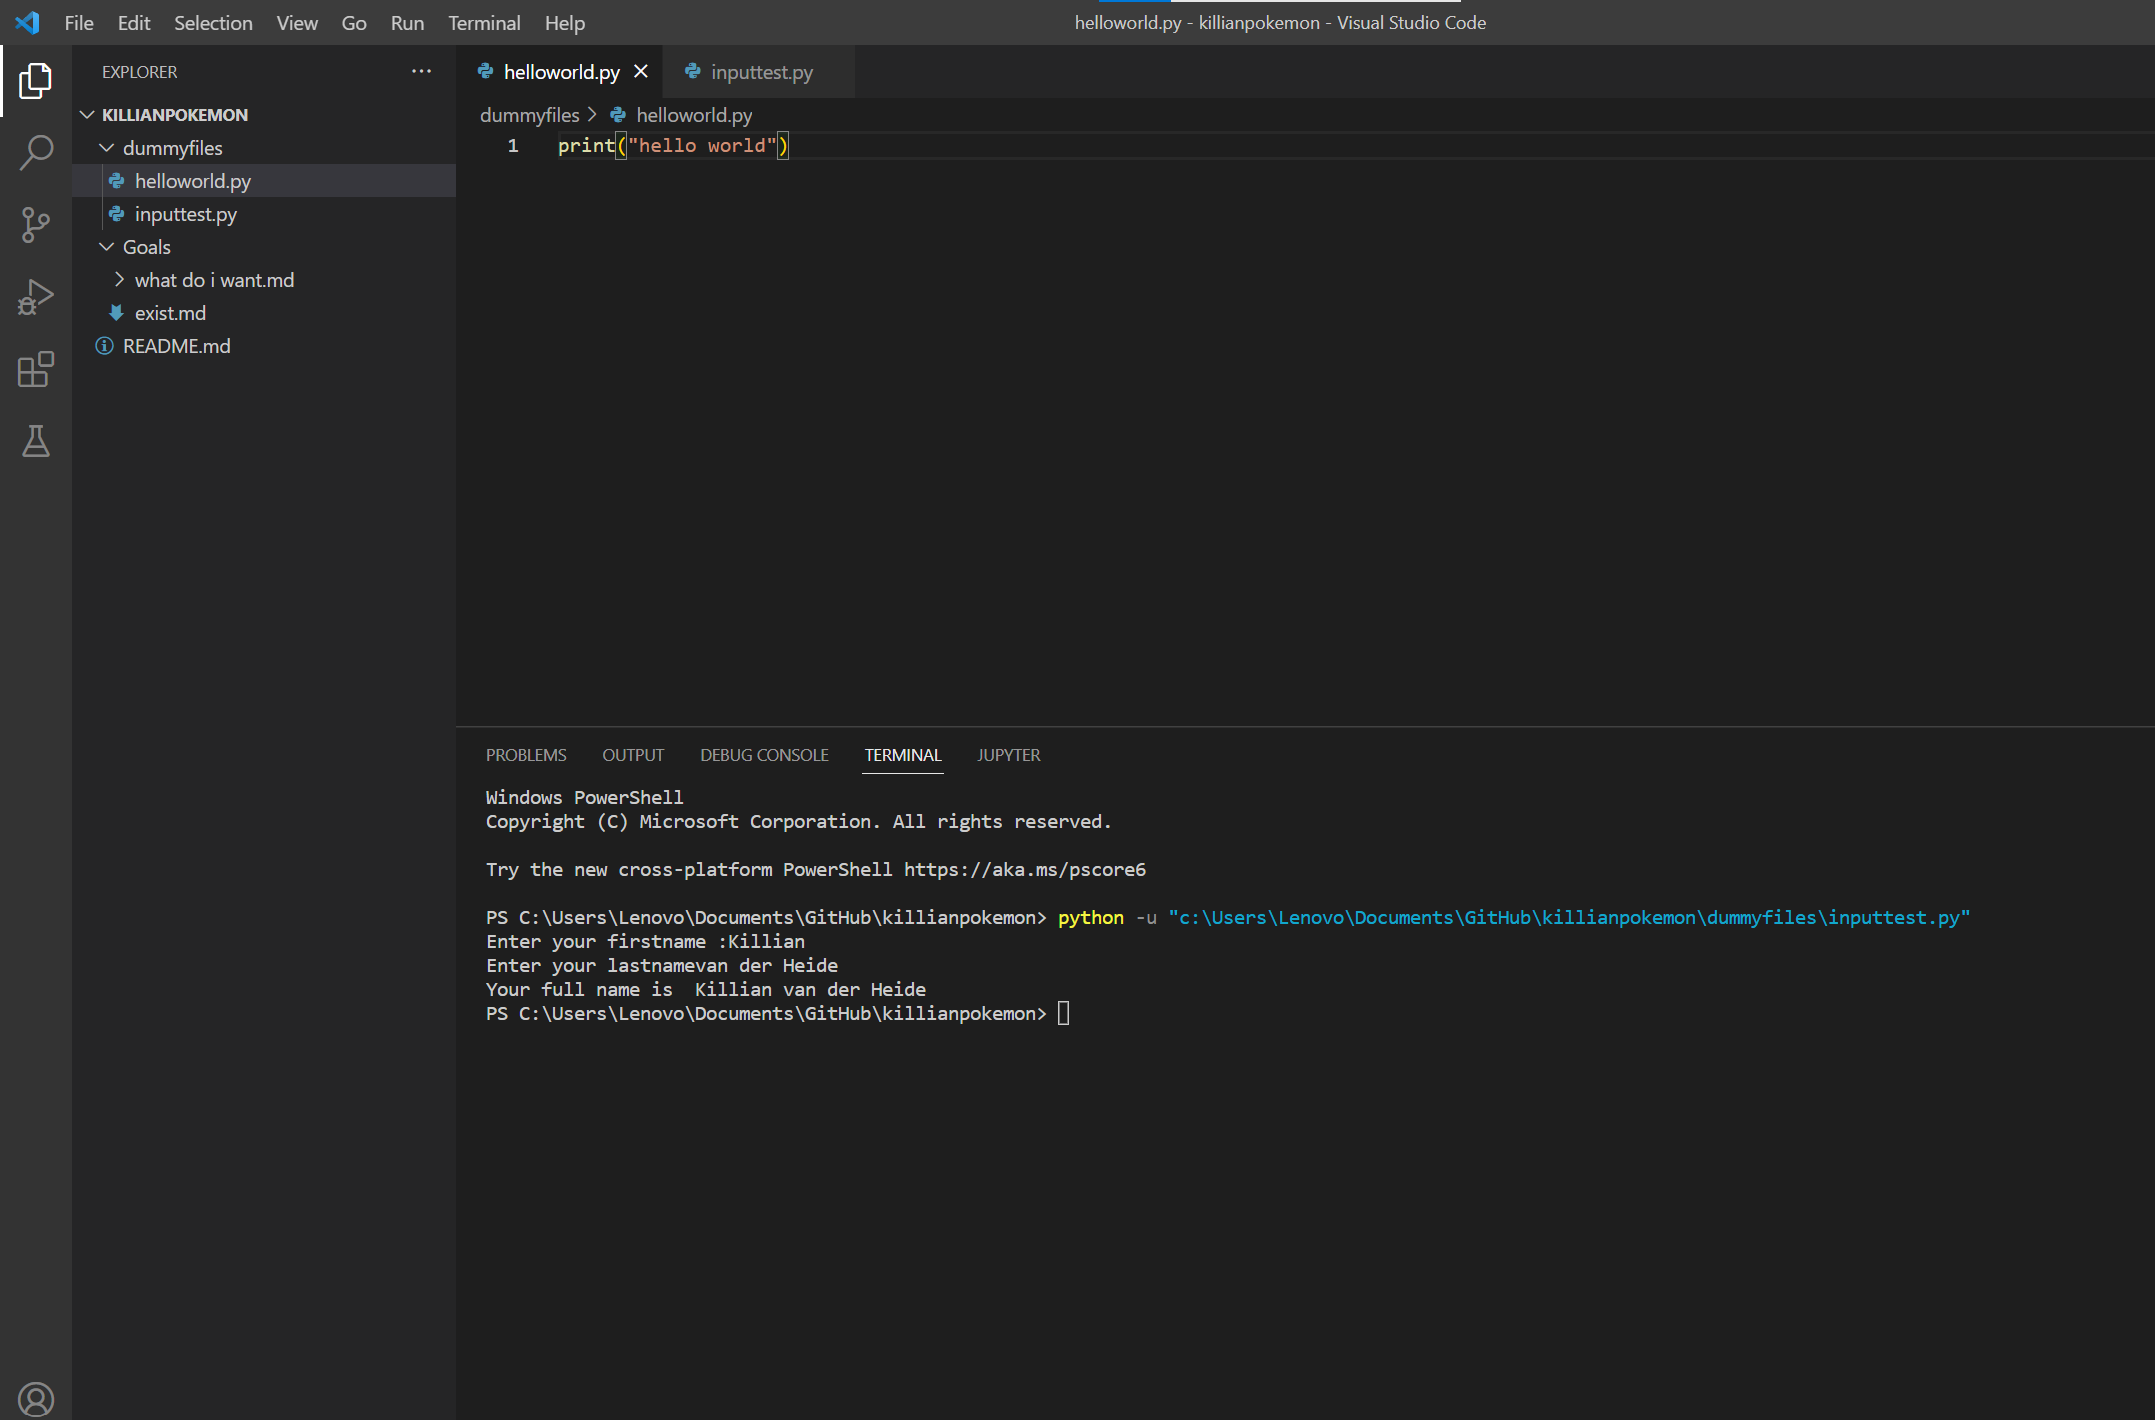 File Edit Selection View Go Run Terminal Help
helloworld.py - killianpokemon - Visual Studio Code
EXPLORER
KILLIANPOKEMON
dummyfiles
helloworld.py
inputtest.py
Goals
what do i want.md
exist.md
README.md
helloworld.py inputtest.py
dummyfiles > helloworld.py
1 print("hello world")
PROBLEMS OUTPUT DEBUG CONSOLE TERMINAL JUPYTER
Windows PowerShell
Copyright (C) Microsoft Corporation. All rights reserved.
Try the new cross-platform PowerShell https://aka.ms/pscore6
PS C:\Users\Lenovo\Documents\GitHub\killianpokemon> python -u "c:\Users\Lenovo\Documents\GitHub\killianpokemon\dummyfiles\inputtest.py"
Enter your firstname :Killian
Enter your lastnamevan der Heide
Your full name is  Killian van der Heide
PS C:\Users\Lenovo\Documents\GitHub\killianpokemon>